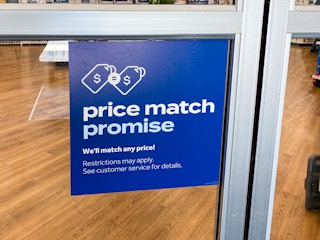 $ = $
price match
promise
We'll match any price!
Restrictions may apply.
See customer service for details.